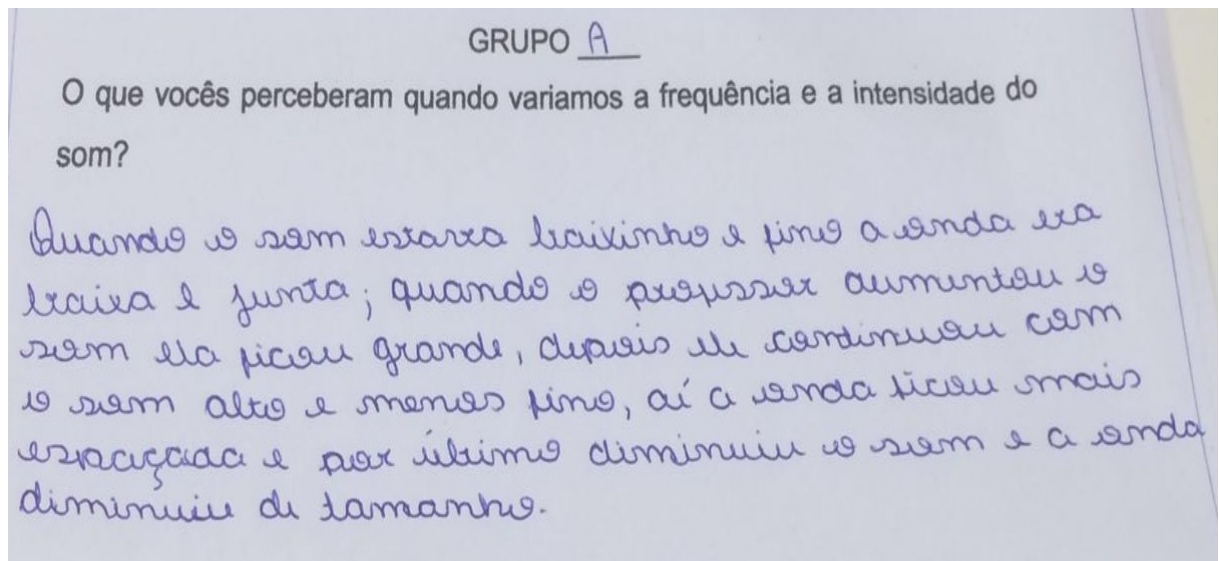 GRUPO A
O que vocês perceberam quando variamos a frequência e a intensidade do
som?
Quando o som estava baixinho e fino a onda era
baixa e junta; quando o professor aumentou o
som ela ficou grande, depois ele continuou com
o som alto e menos fino, aí a onda ficou mais
espaçada e por último diminuiu o som e a onda
diminuiu de tamanho.